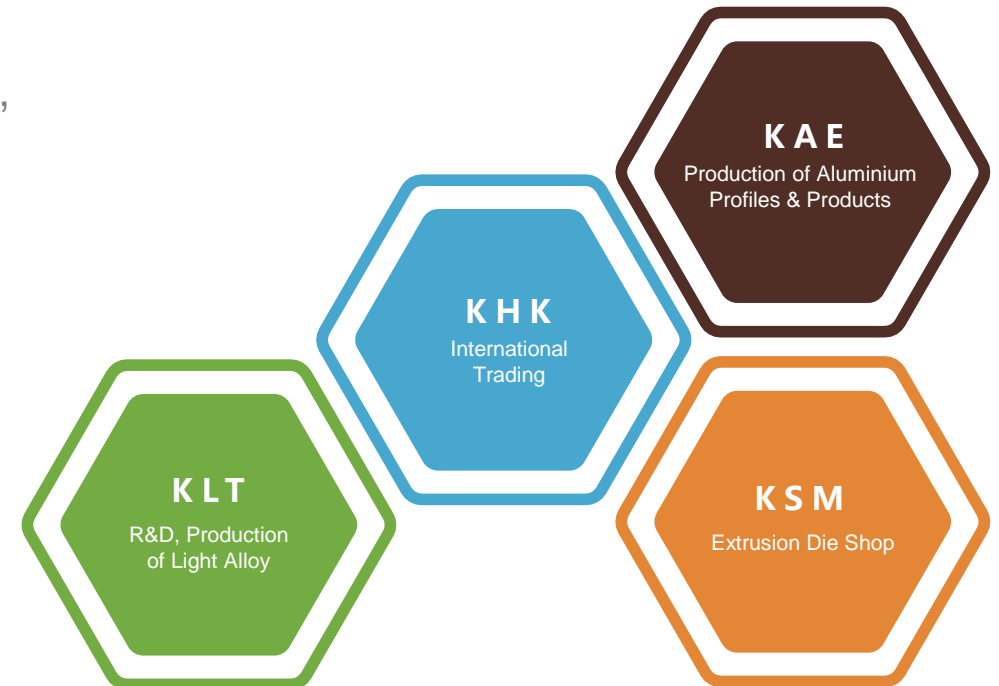 ,
K A E
Production of Aluminium
Profiles & Products
K H K
International
Trading
K L T
R&D, Production
of Light Alloy
K S M
Extrusion Die Shop